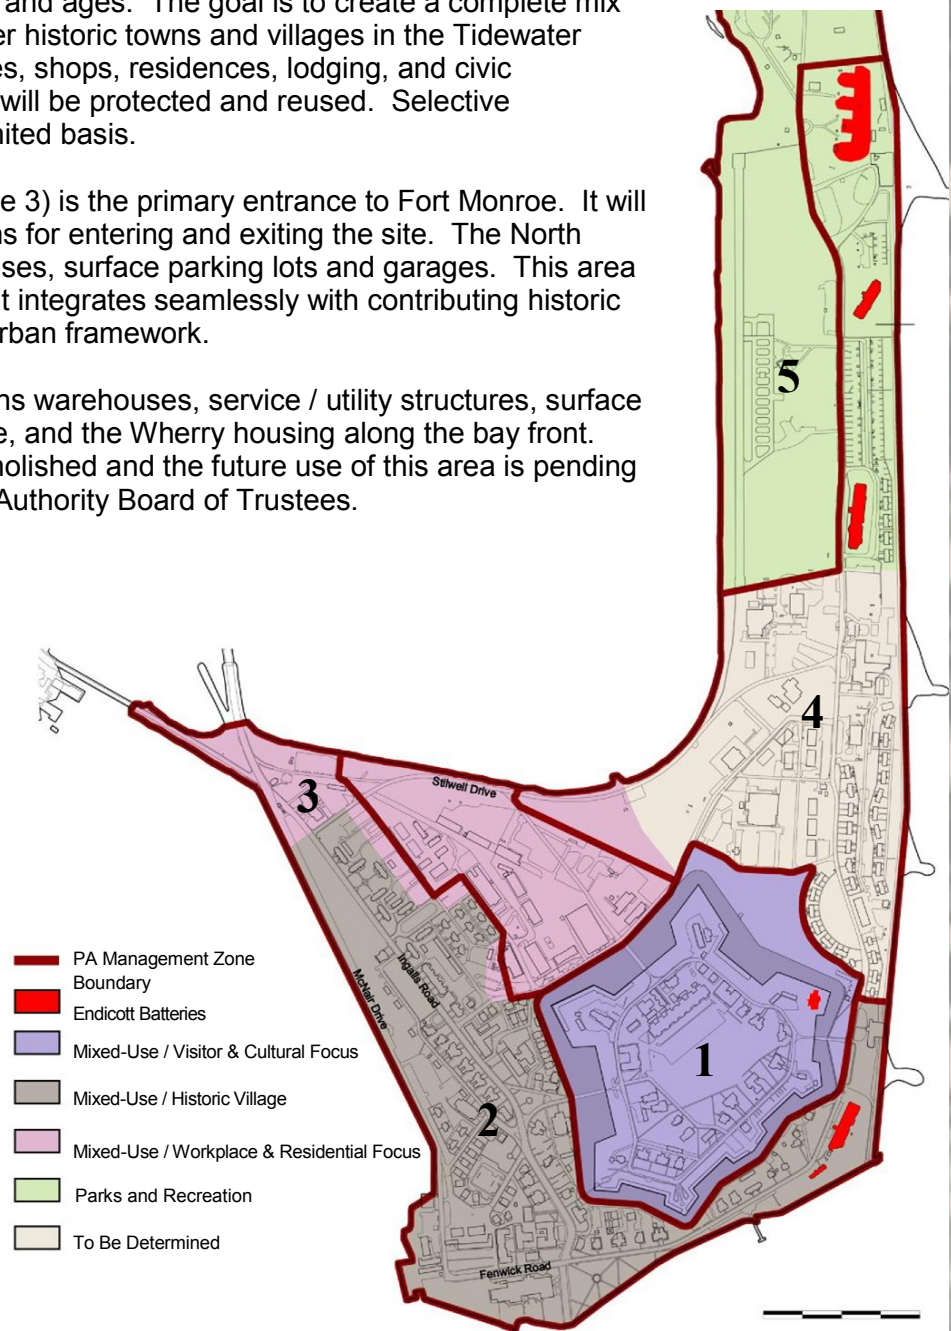 and ages. The goal is to create a complete mix
er historic towns and villages in the Tidewater
es, shops, residences, lodging, and civic
will be protected and reused. Selective
nited basis.
e 3) is the primary entrance to Fort Monroe. It will
ns for entering and exiting the site. The North
uses, surface parking lots and garages. This area
t integrates seamlessly with contributing historic
urban framework.
ns warehouses, service / utility structures, surface
e, and the Wherry housing along the bay front.
nolished and the future use of this area is pending
Authority Board of Trustees.
5
4
3
Stilwell Drive
Ingalls Road
McNair Drive
1
2
Fenwick Road
PA Management Zone
Boundary
Endicott Batteries
Mixed-Use / Visitor & Cultural Focus
Mixed-Use / Historic Village
Mixed-Use / Workplace & Residential Focus
Parks and Recreation
To Be Determined